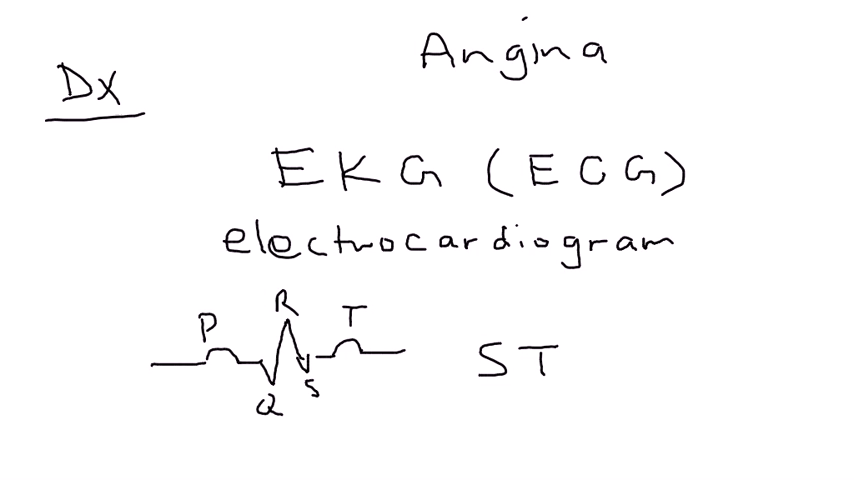 Angina
Dx
EKG (ECG)
electrocardiogram
P R T
Q S
ST